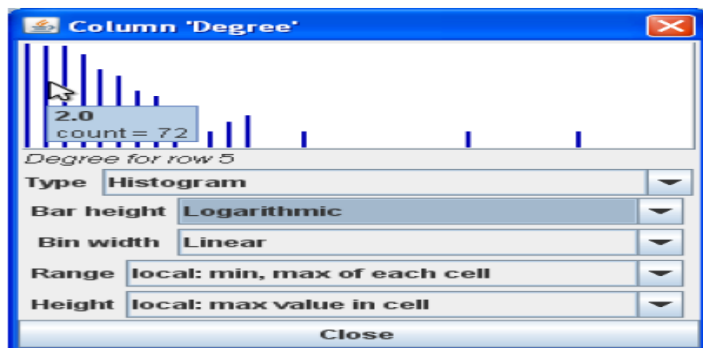 Column 'Degree'
2.0
count = 72
Degree for row 5
Type Histogram
Bar height Logarithmic
Bin width Linear
Range local: min, max of each cell
Height local: max value in cell
Close